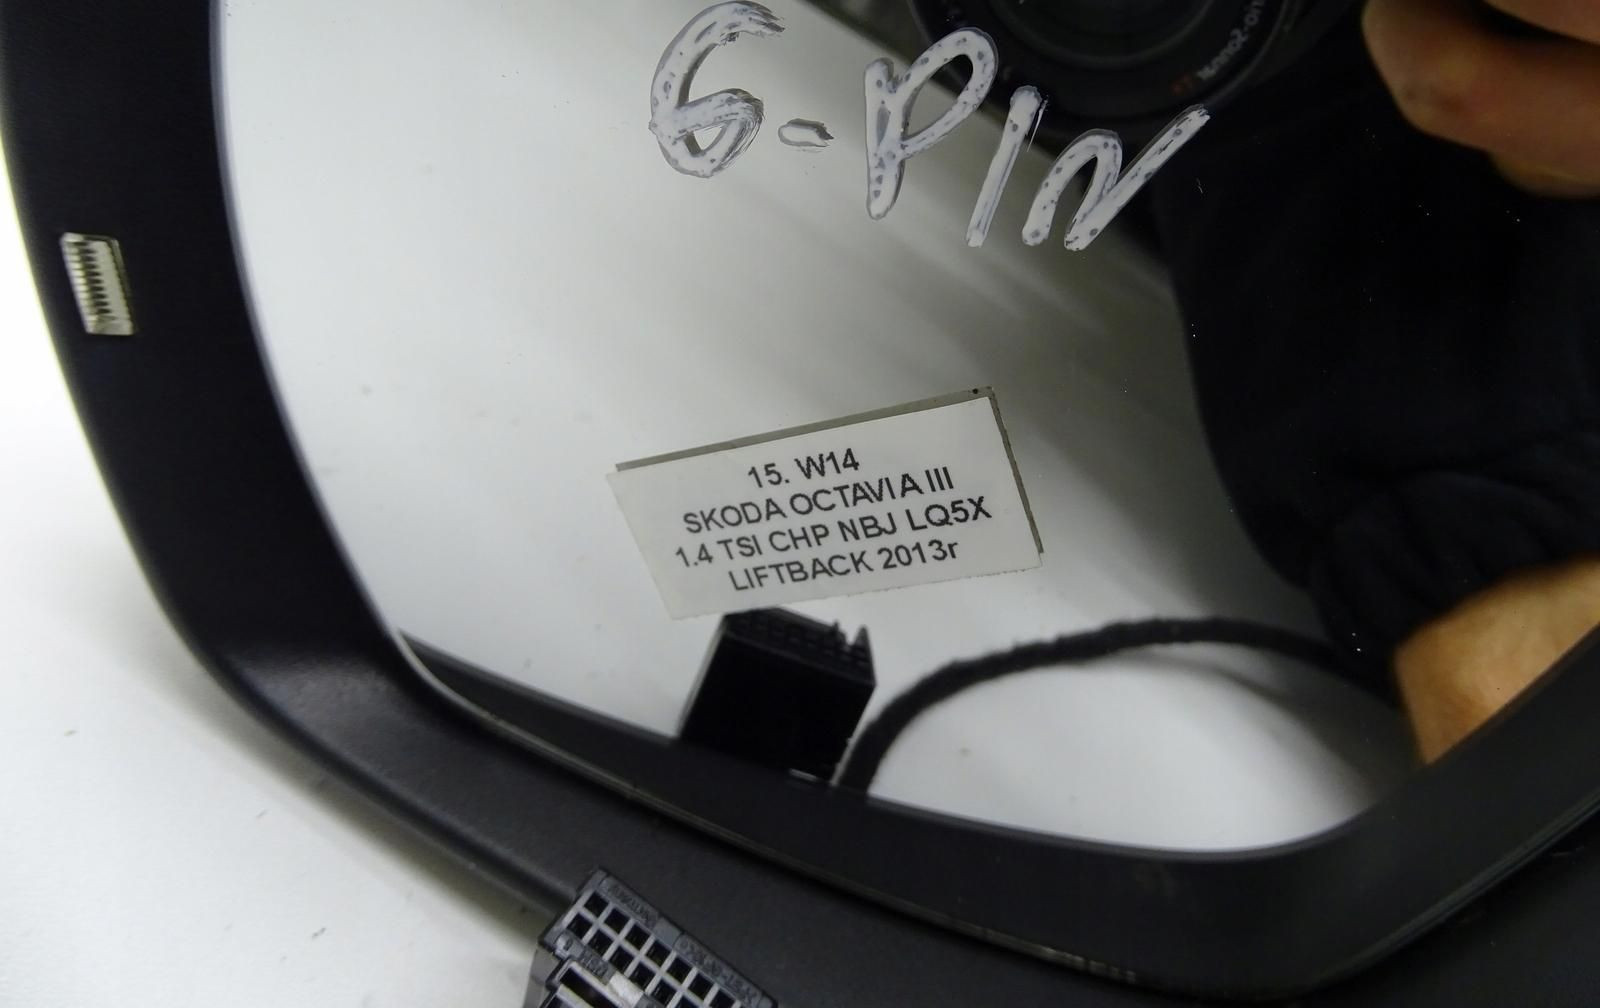 6-PIN
15. W14
SKODA OCTAVIA III
1.4 TSI CHP NBJ LQ5X
LIFTBACK 2013r